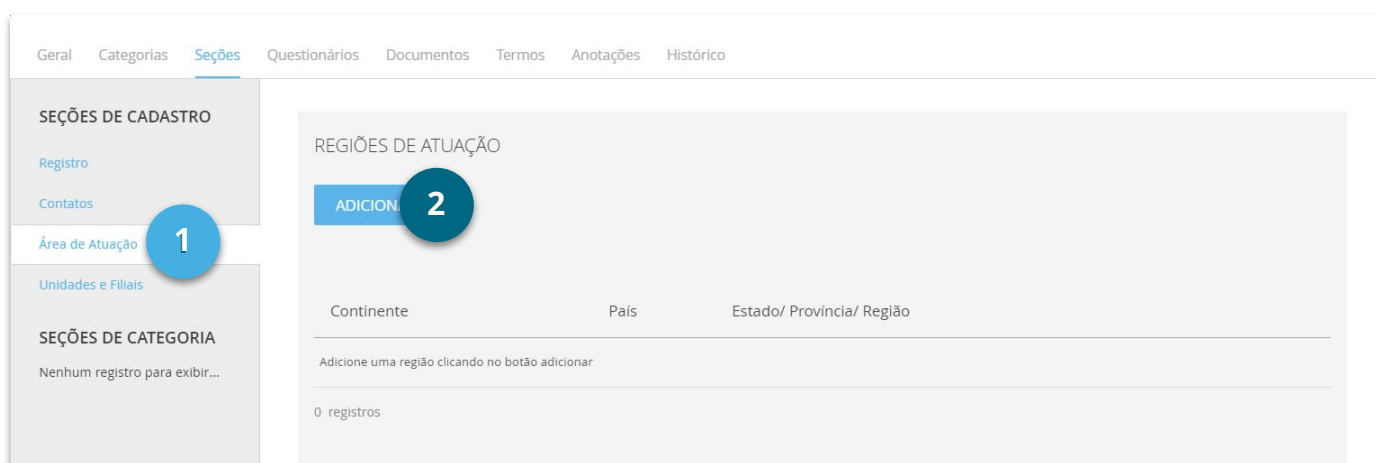 Geral Categorias Seções Questionários Documentos Termos Anotações Histórico
SEÇÕES DE CADASTRO
Registro
Contatos
Área de Atuação
1
Unidades e Filiais
SEÇÕES DE CATEGORIA
Nenhum registro para exibir...
REGIÕES DE ATUAÇÃO
2
Continente País Estado/ Província/ Região
Adicione uma região clicando no botão adicionar
0 registros